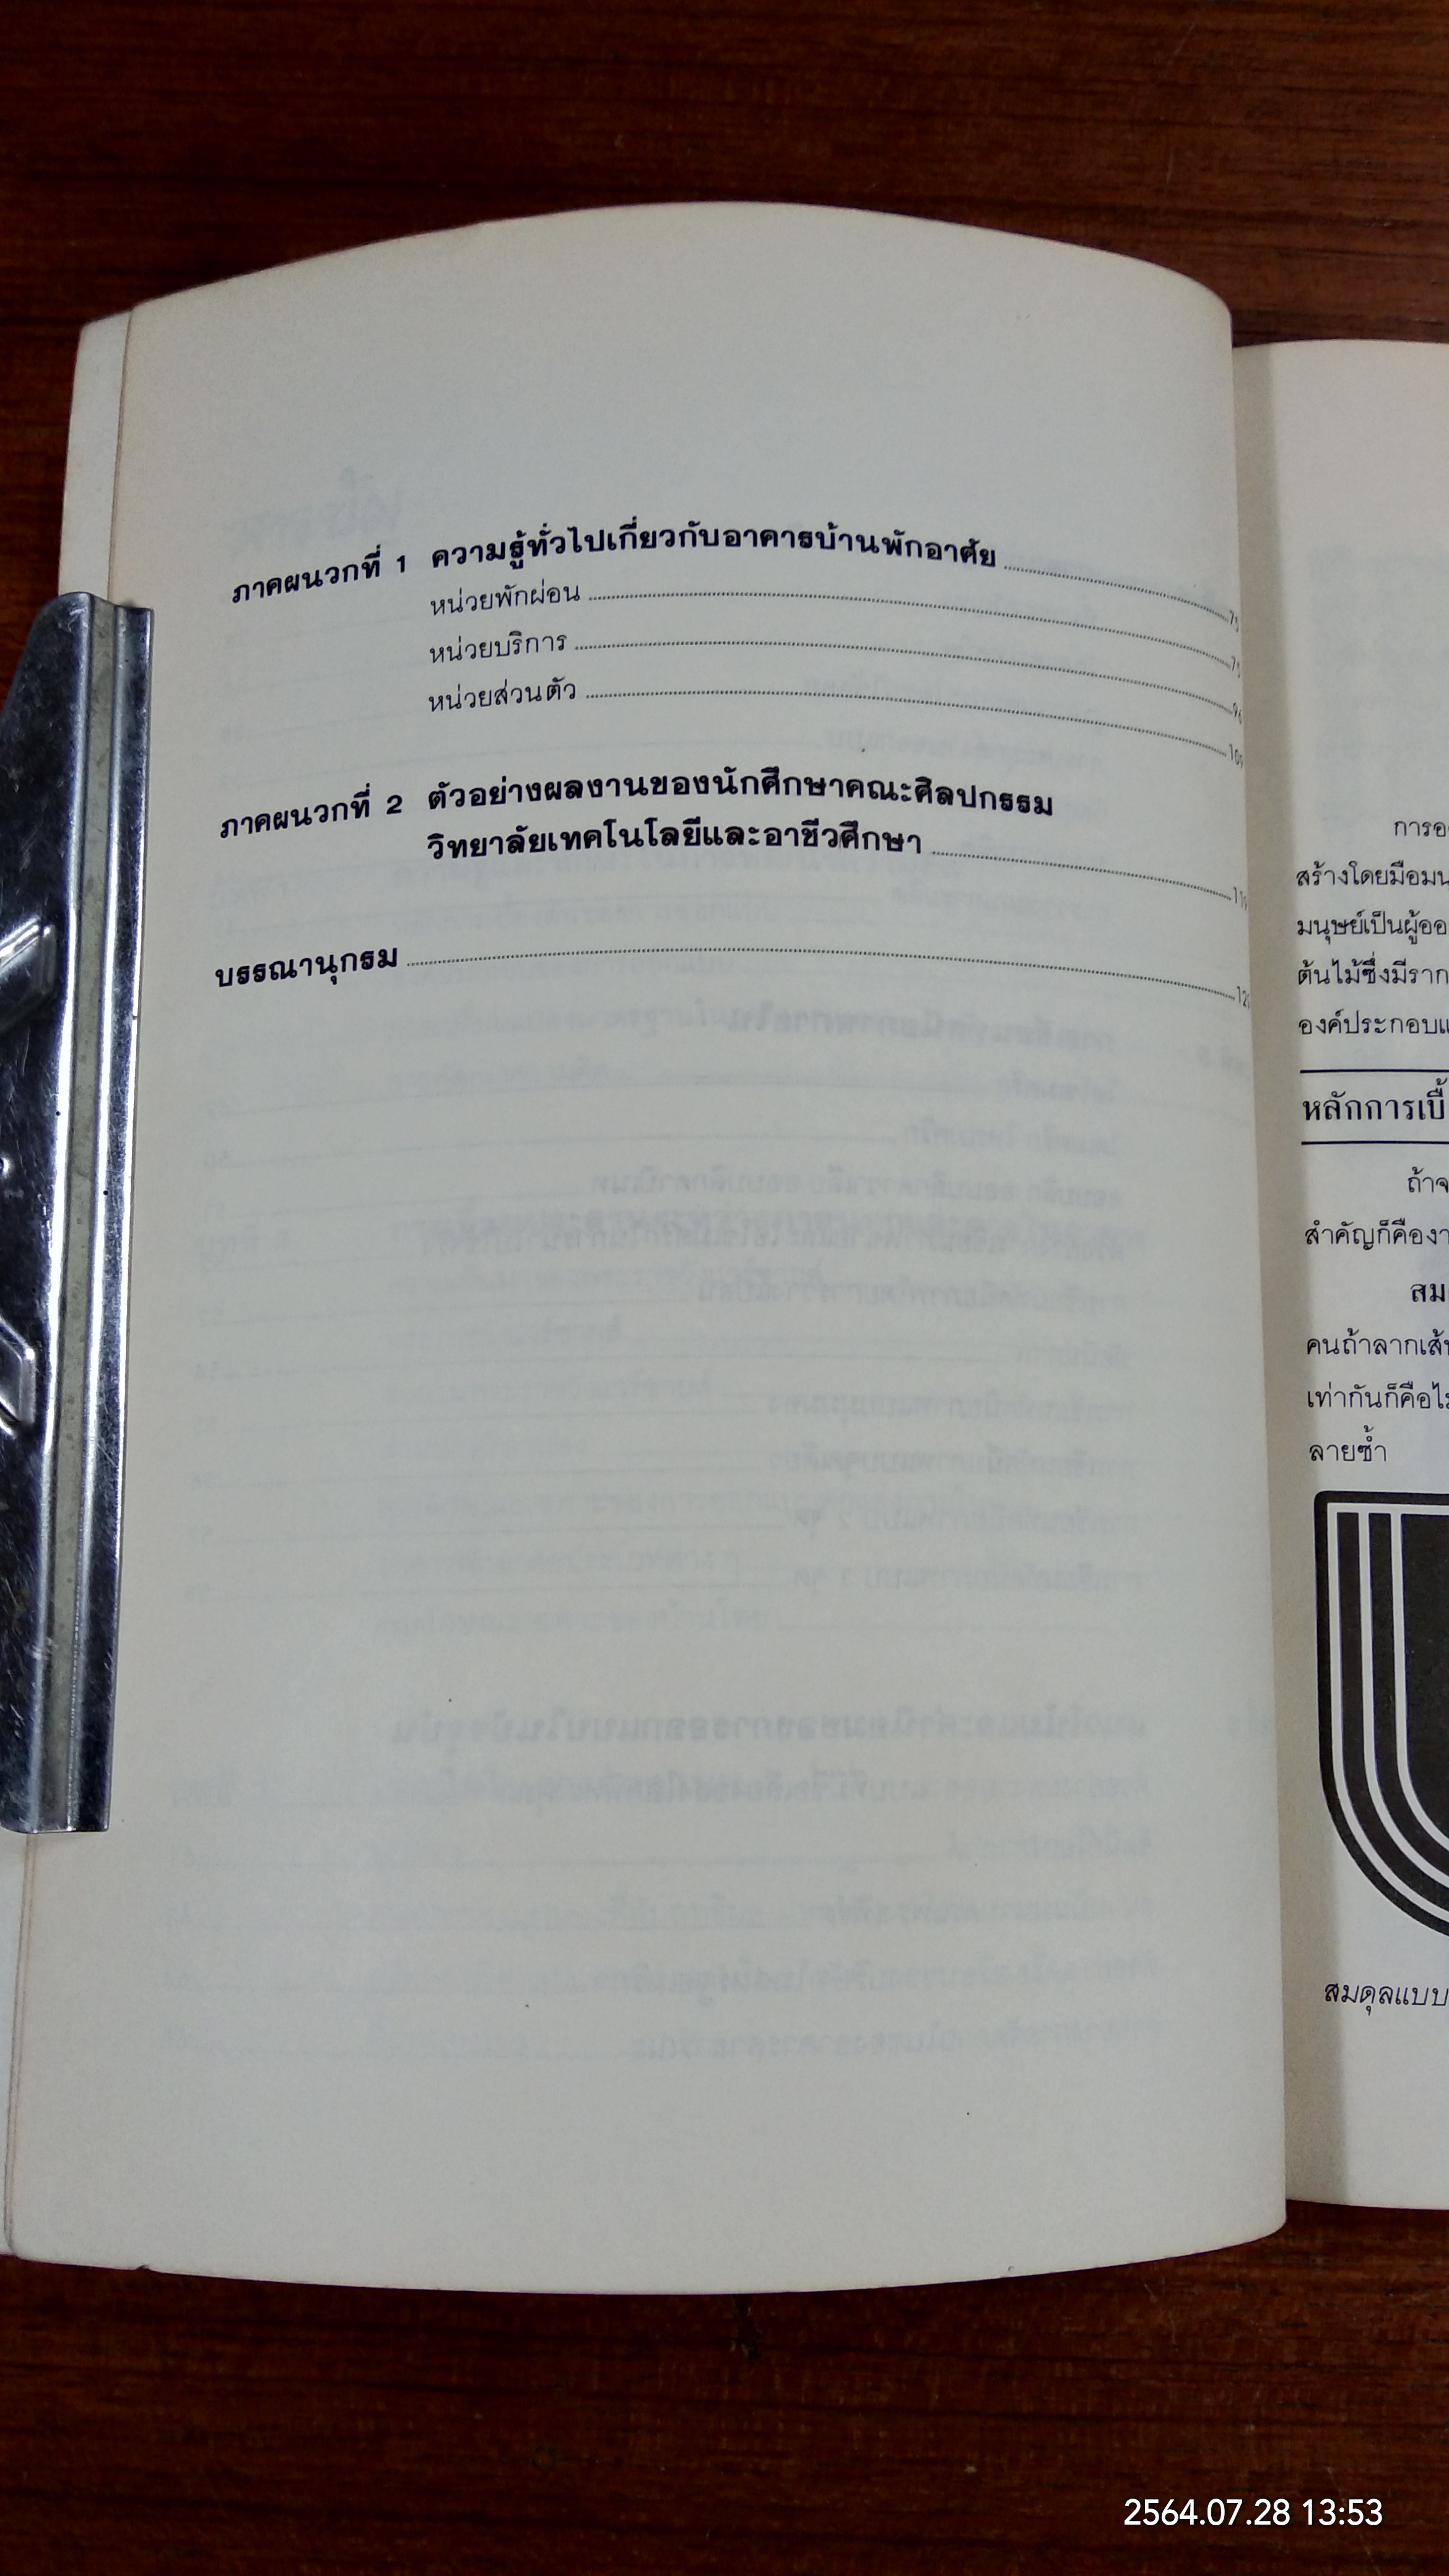 ภาคผนวกที่ 1 ความรู้ทั่วไปเกี่ยวกับอาคารบ้านพักอาศัย
หน่วยพักผ่อน
หน่วยบริการ
หน่วยส่วนตัว
ภาคผนวกที่ 2 ตัวอย่างผลงานของนักศึกษาคณะศิลปกรรม
วิทยาลัยเทคโนโลยีและอาชีวศึกษา
บรรณานุกรม
สร้างโดยมือมน
มนุษย์เป็นผู้ออ
ต้นไม้ซึ่งมีราก
องค์ประกอบแ
หลักการเบื้
ถ้าจ
สำคัญก็คืองา
สม
คนถ้าลากเส้น
เท่ากันก็คือไม
ลายซ้ำ
สมดุลแบบ
2564.07.28 13:53